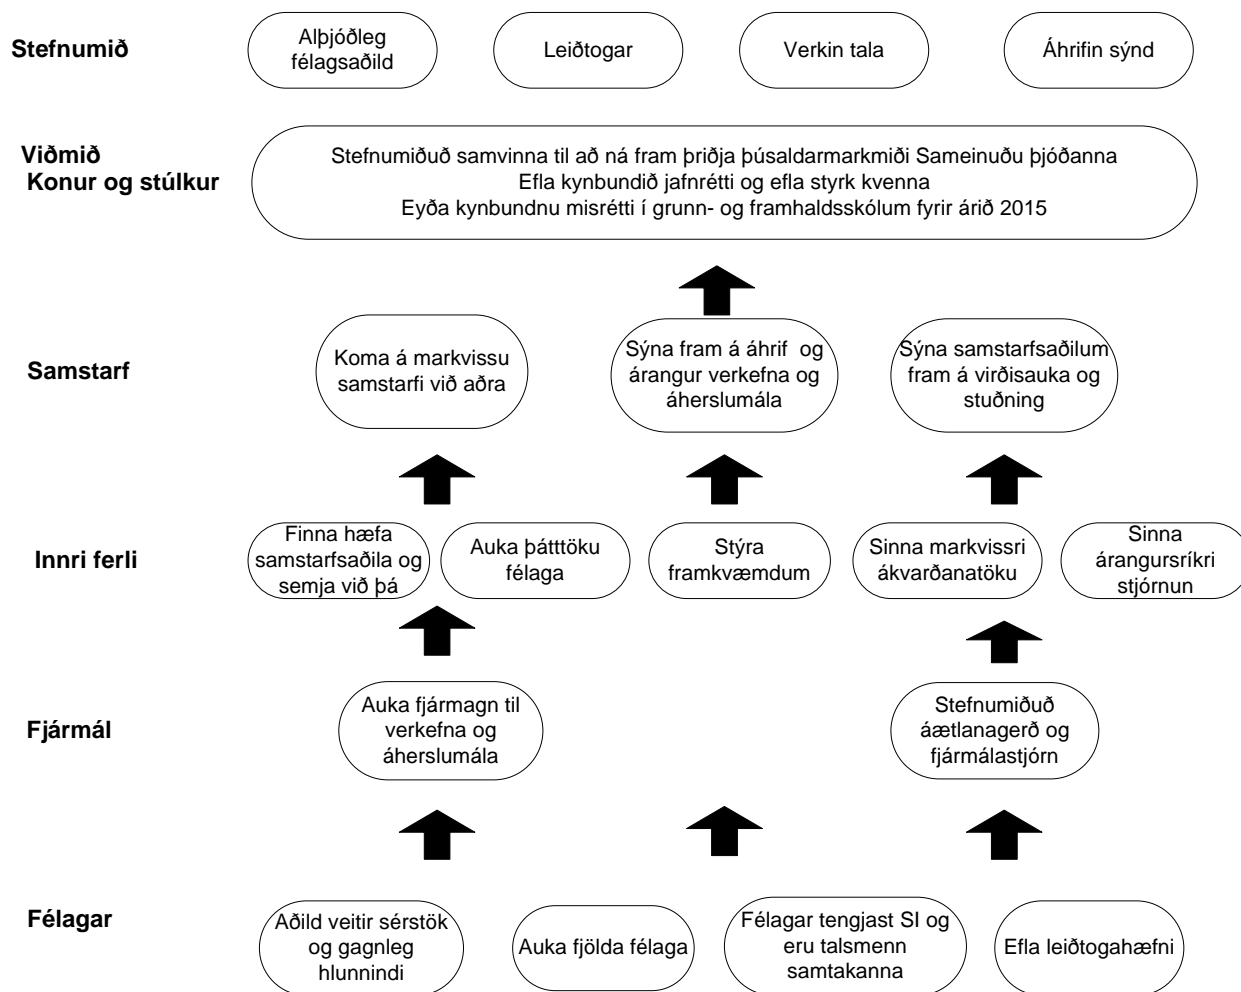 Stefnumið
Alþjóðleg
félagsaðild
Leiðtogar
Verkin tala
Áhrifin sýnd
Viðmið
Konur og stúlkur
Stefnumiðuð samvinna til að ná fram þriðja þúsaldarmarkmiði Sameinuðu þjóðanna
Efla kynbundið jafnrétti og efla styrk kvenna
Eyða kynbundnu misrétti í grunn- og framhaldsskólum fyrir árið 2015
Samstarf
Koma á markvissu
samstarfi við aðra
Sýna fram á áhrif og
árangur verkefna og
áherslumála
Sýna samstarfsaðilum
fram á virðisauka og
stuðning
Innri ferli
Finna hæfa
samstarfsaðila og
semja við þá
Auka þátttöku
félaga
Stýra
framkvæmdum
Sinna markvissri
ákvarðanatöku
Sinna
árangursríkri
stjórnun
Fjármál
Auka fjármagn til
verkefna og
áherslumála
Stefnumiðuð
áætlanagerð og
fjármálastjórn
Félagar
Aðild veitir sérstök
og gagnleg
hlunnindi
Auka fjölda félaga
Félagar tengjast SI og
eru talsmenn
samtakanna
Efla leiðtogahæfni